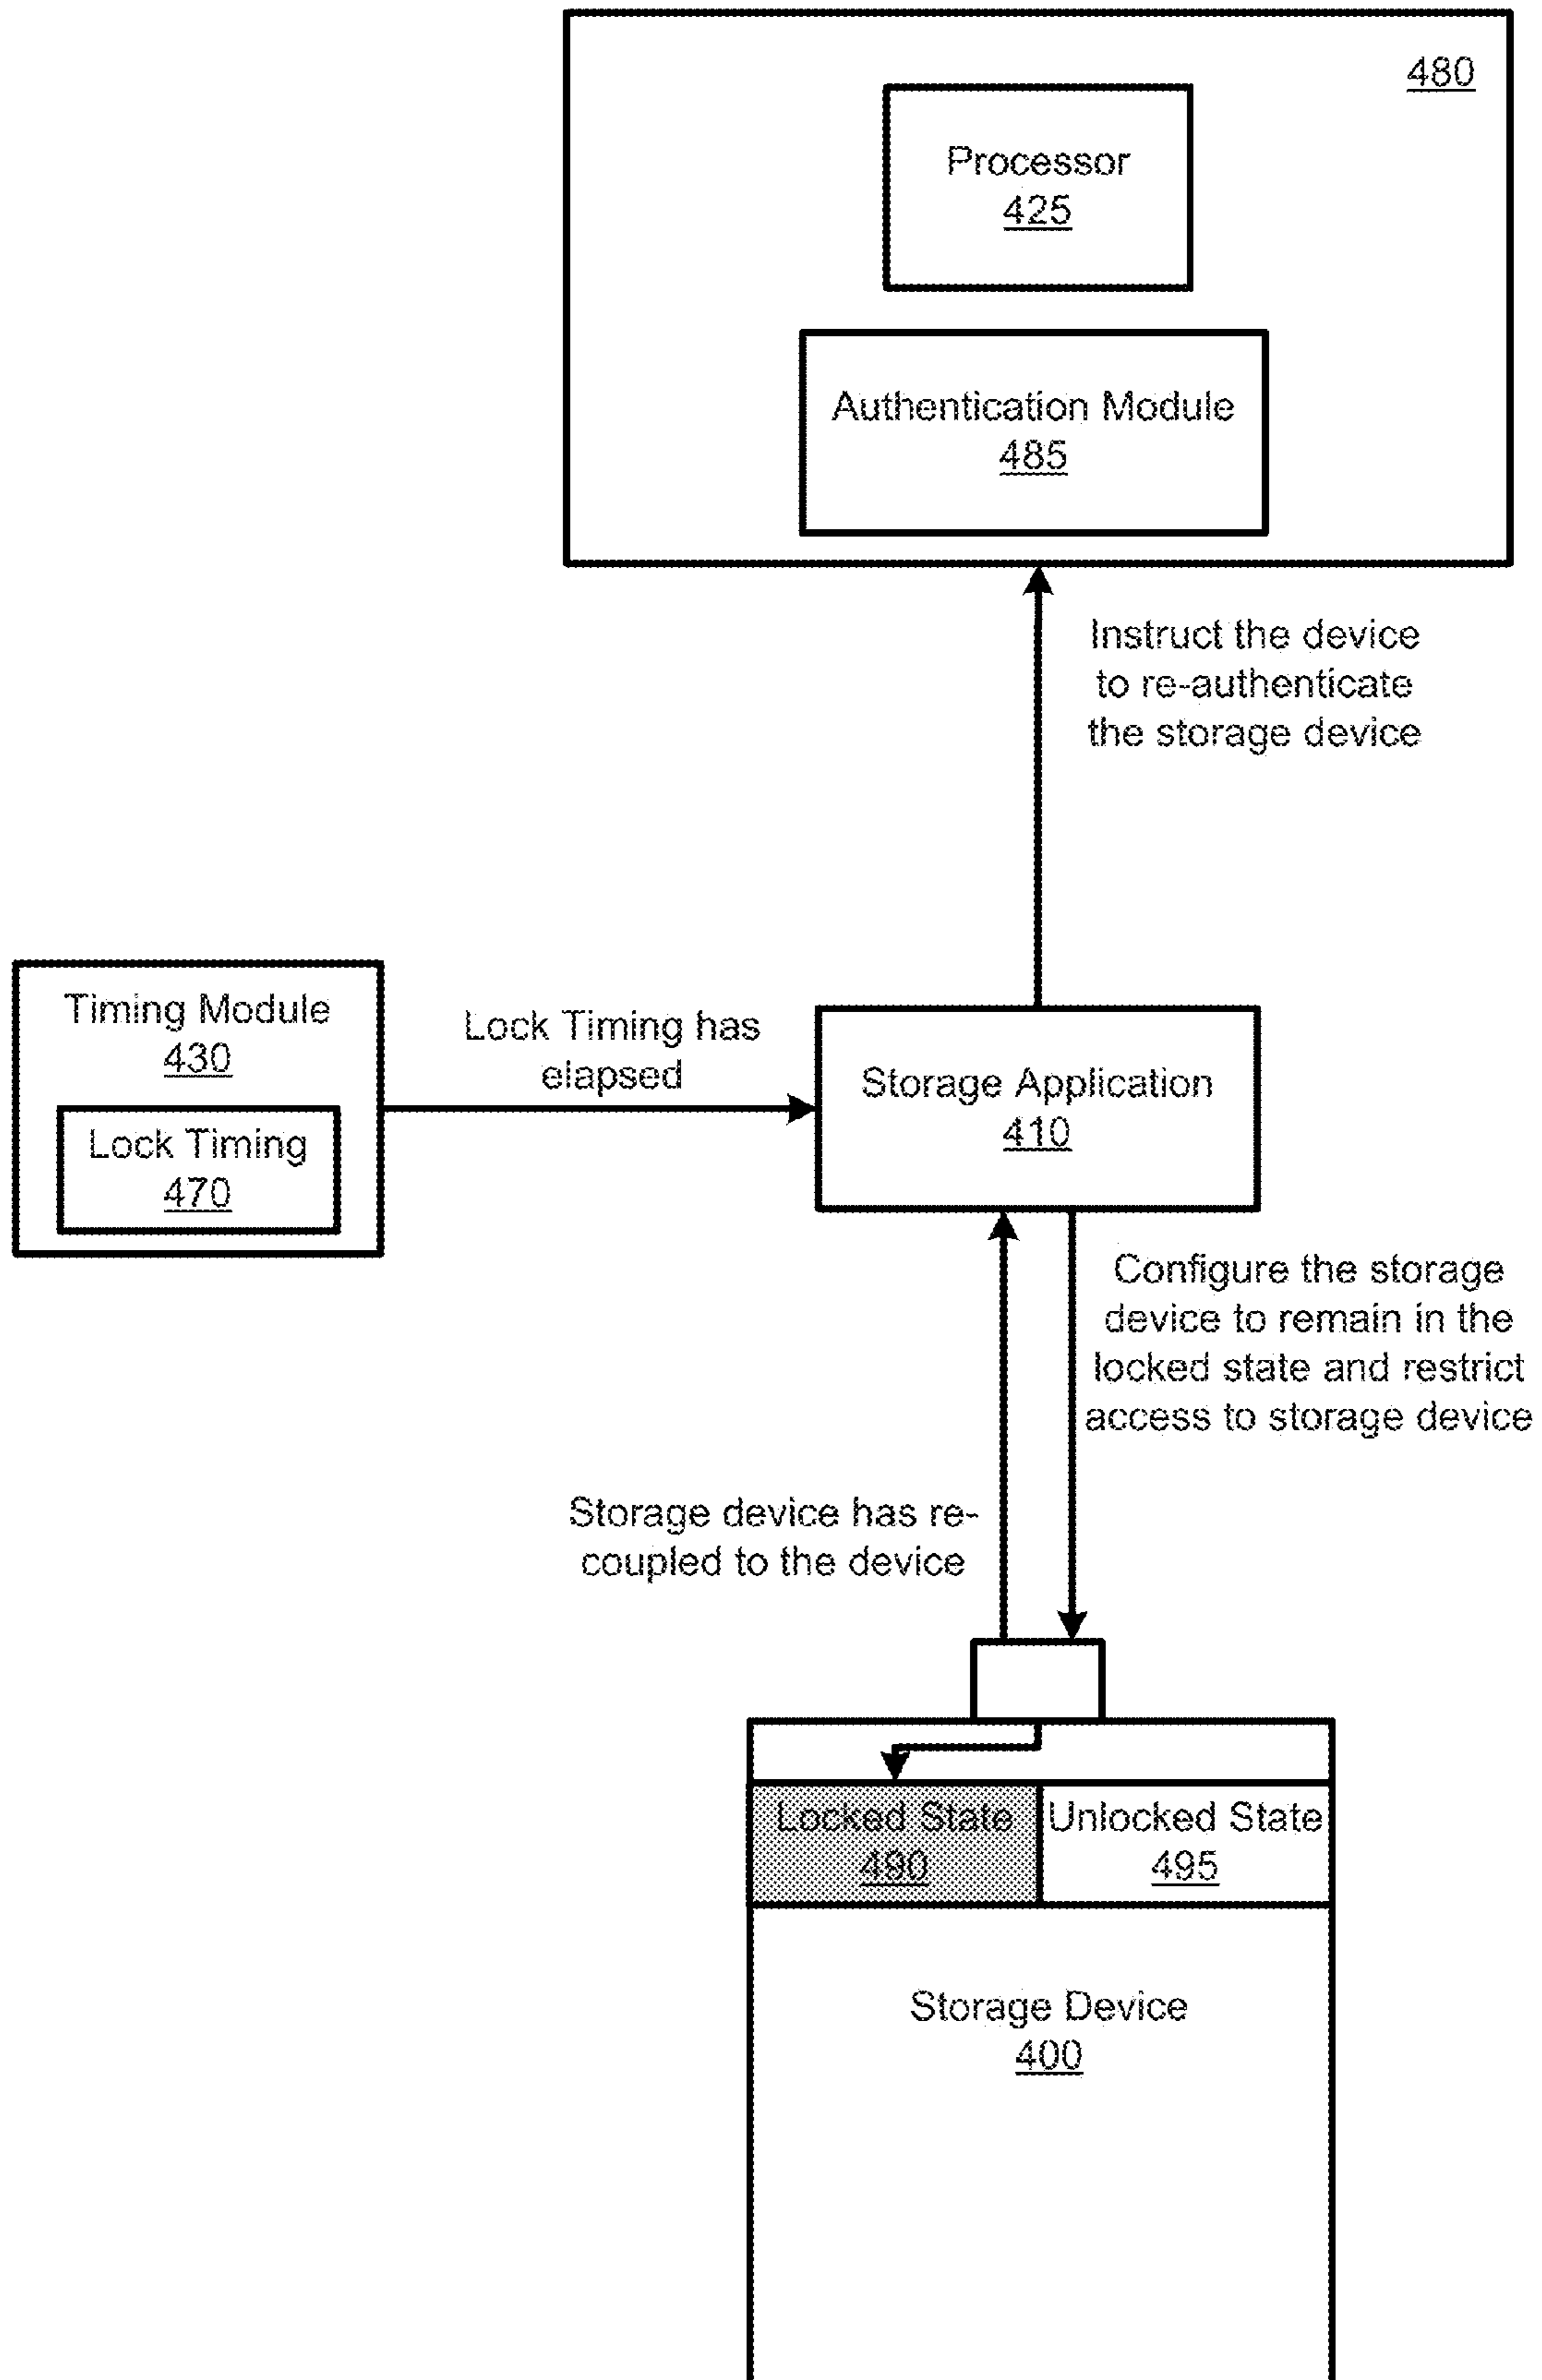 480
Processor
425
Authentication Module
485
Instruct the device
to re-authenticate
the storage device
Timing Module
430
Lock Timing
470
Lock Timing has
elapsed
Storage Application
410
Configure the storage
device to remain in the
locked state and restrict
access to storage device
Storage device has re-
coupled to the device
Locked State
490
Unlocked State
495
Storage Device
400